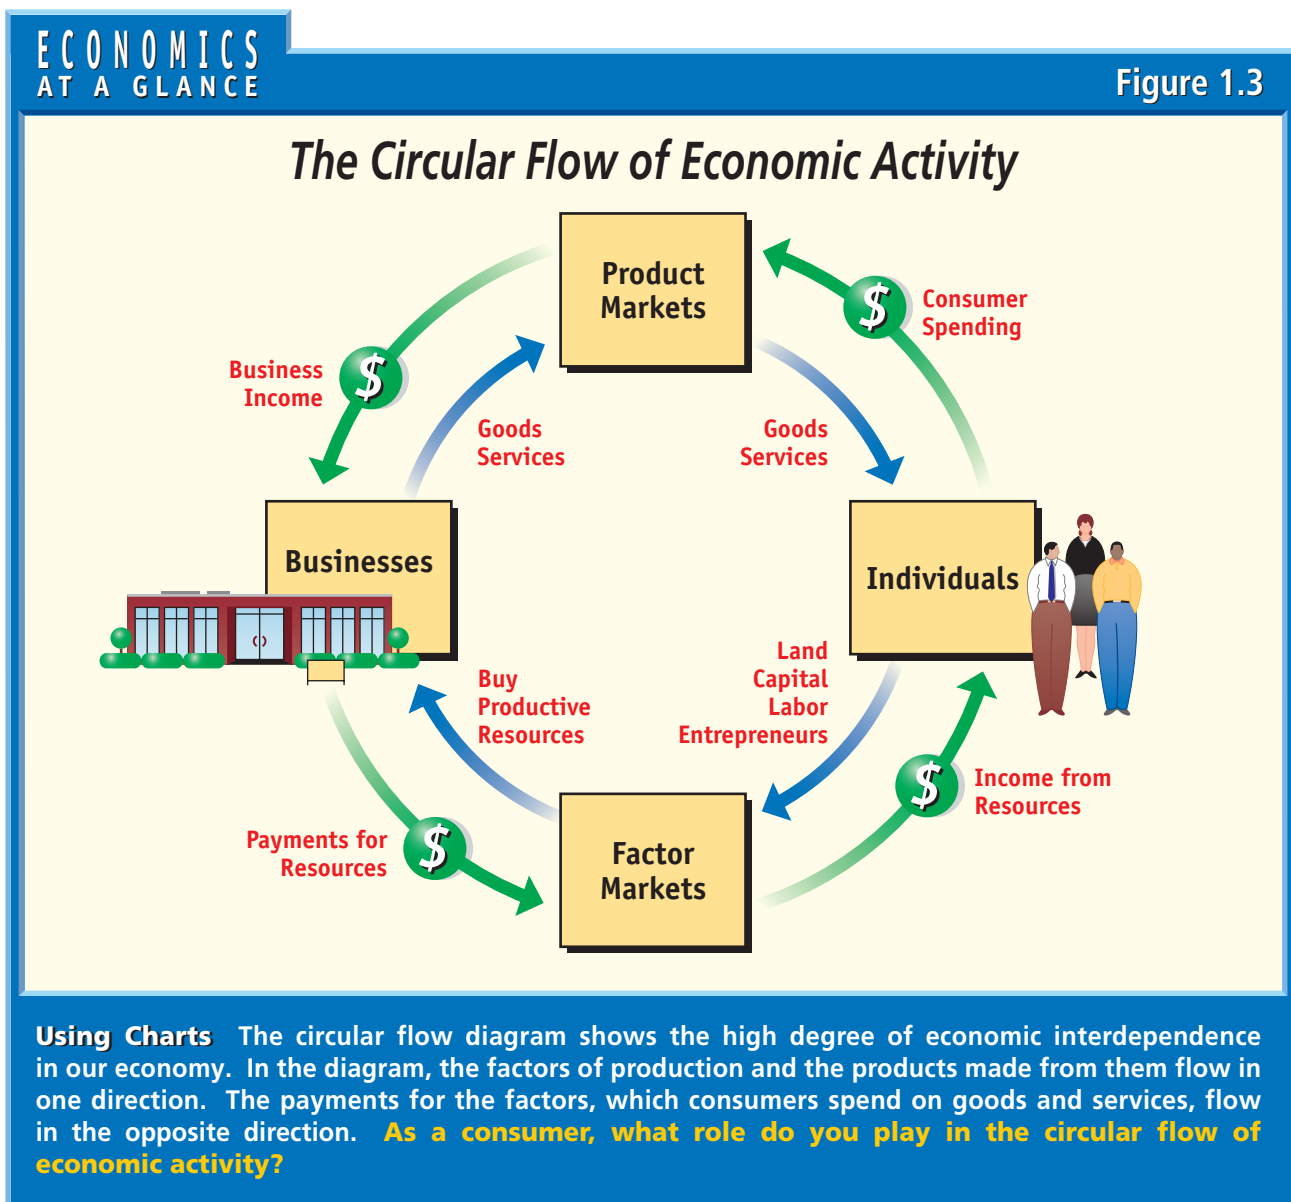 ECONOMICS
AT A GLANCE
Figure 1.3
The Circular Flow of Economic Activity
Product
Markets
Consumer
Spending
Business
Income
Goods
Services
Goods
Services
Businesses
Individuals
Buy
Productive
Resources
Land
Capital
Labor
Entrepreneurs
Income from
Resources
Payments for
Resources
Factor
Markets
$
$
$
$
Using Charts The circular flow diagram shows the high degree of economic interdependence
in our economy. In the diagram, the factors of production and the products made from them flow in
one direction. The payments for the factors, which consumers spend on goods and services, flow
in the opposite direction. As a consumer, what role do you play in the circular flow of
economic activity?